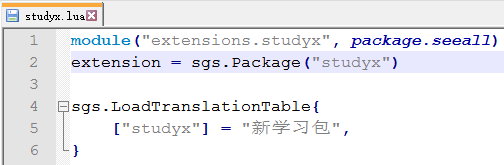 studyx.lua
1 module("extensions.studyx", package.seeall)
2 extension = sgs.Package("studyx")
3
4 sgs.LoadTranslationTable{
5 ["studyx"] = "新学习包",
6 }